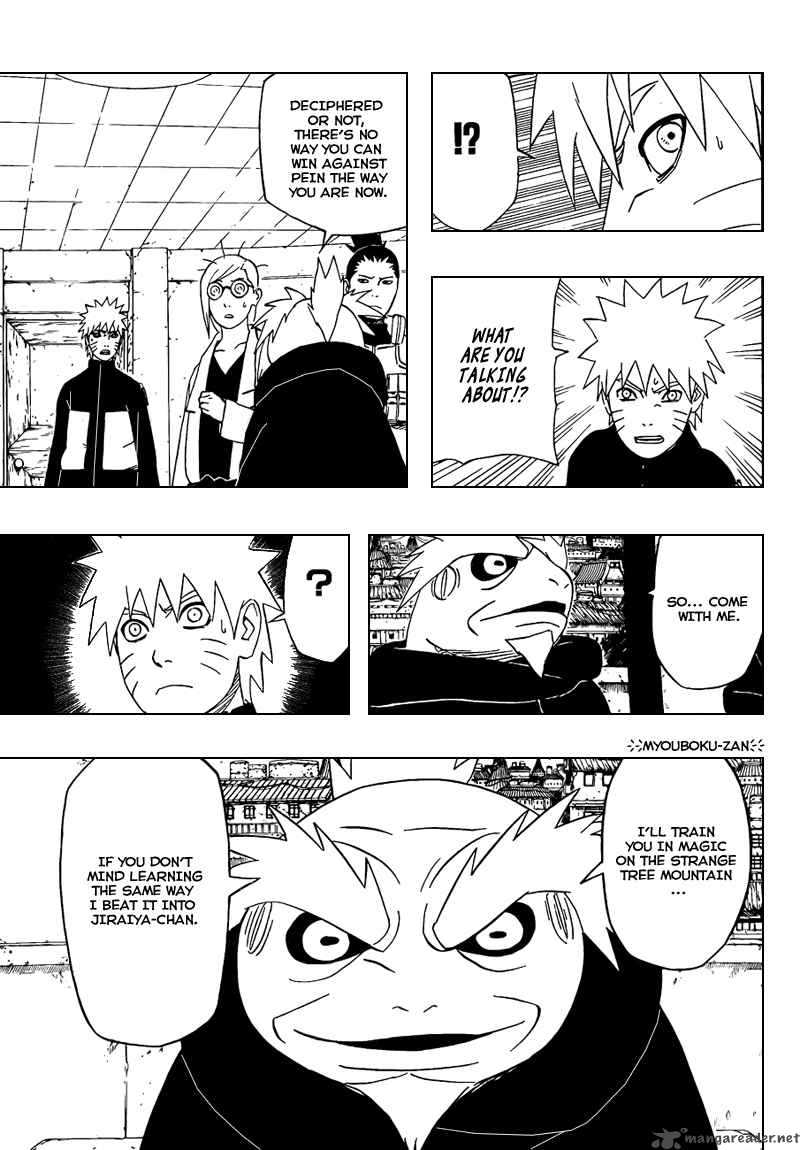 !?
DECIPHERED
OR NOT,
THERE'S NO
WAY YOU CAN
WIN AGAINST
PEIN THE WAY
YOU ARE NOW.
WHAT
ARE YOU
TALKING
ABOUT!?
SO... COME
WITH ME.
?
MYOUBOKU-ZAN
I'LL TRAIN
YOU IN MAGIC
ON THE STRANGE
TREE MOUNTAIN
...
IF YOU DON'T
MIND LEARNING
THE SAME WAY
I BEAT IT INTO
JIRAIYA-CHAN.
mangareader.net